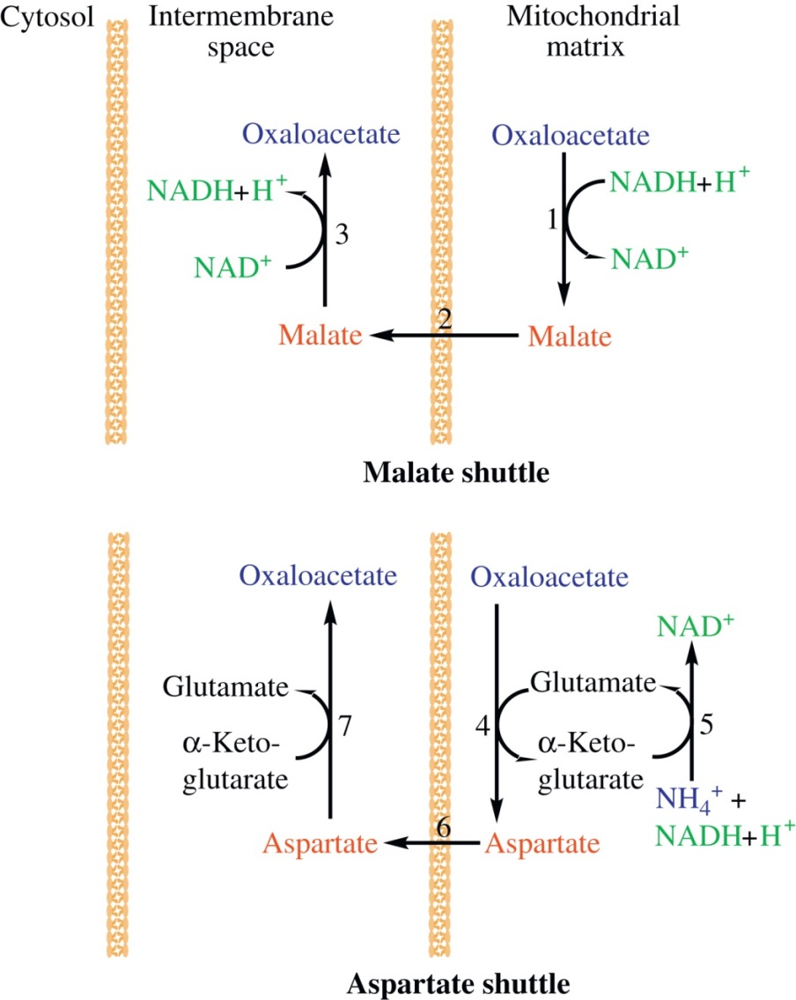 Cytosol
Intermembrane
space
Mitochondrial
matrix
Oxaloacetate
NADH+H⁺
3
NAD⁺
Malate
2
Oxaloacetate
NADH+H⁺
1
NAD⁺
Malate
Malate shuttle
Oxaloacetate
Glutamate
7
α-Keto-
glutarate
Aspartate
6
Oxaloacetate
NAD⁺
Glutamate
4
5
α-Keto-
glutarate
NH₄⁺ +
NADH+H⁺
Aspartate
Aspartate shuttle